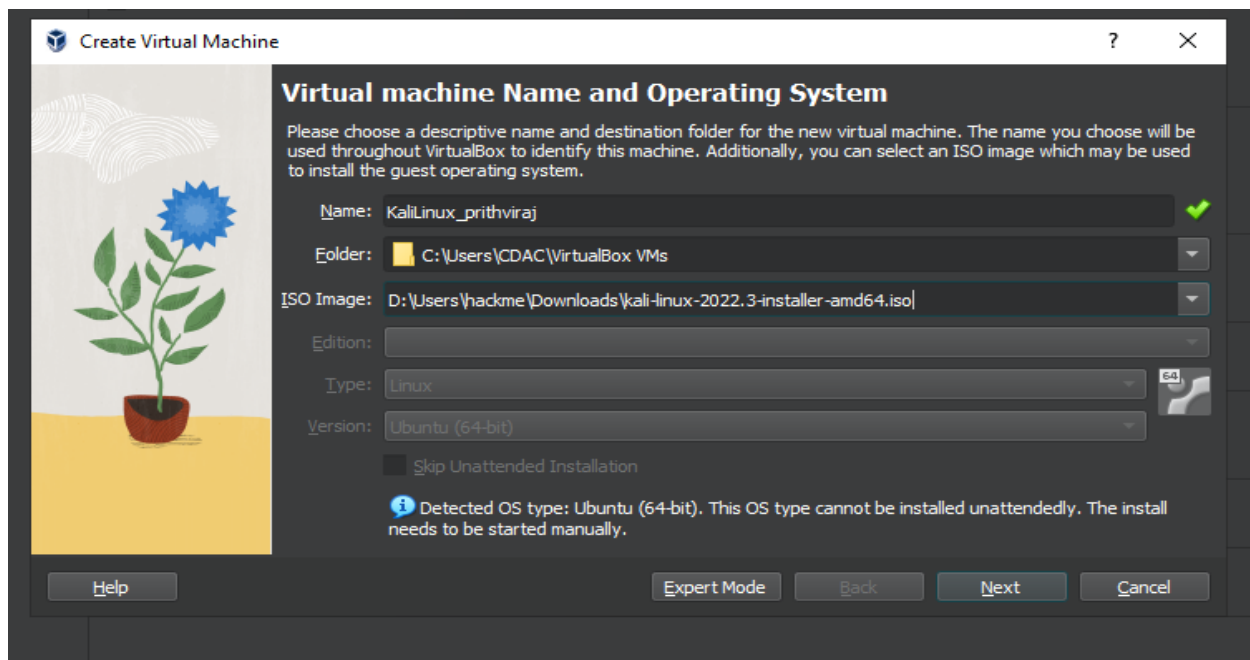 Create Virtual Machine
?
Virtual machine Name and Operating System
Please choose a descriptive name and destination folder for the new virtual machine. The name you choose will be
used throughout VirtualBox to identify this machine. Additionally, you can select an ISO image which may be used
to install the guest operating system.
Name: KaliLinux_prithviraj
Folder: C:\Users\CDAC\VirtualBox VMs
ISO Image: D:\Users\hackme\Downloads\kali-linux-2022.3-installer-amd64.iso
Edition:
Type: Linux
64
Version: Ubuntu (64-bit)
Skip Unattended Installation
Detected OS type: Ubuntu (64-bit). This OS type cannot be installed unattendedly. The install
needs to be started manually.
Help Expert Mode Back Next Cancel